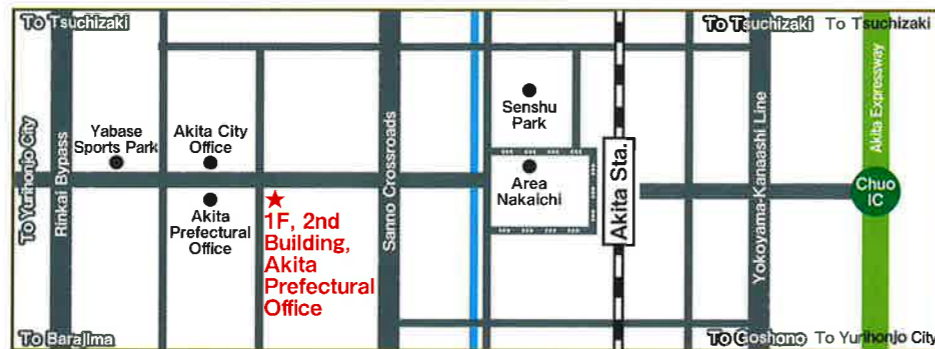 To Tsuchizaki
To Tsuchizaki
To Tsuchizaki
To Yurihonjo City
Rinkai Bypass
Yabase
Sports Park
Akita City
Office
Akita
Prefectural
Office
1F, 2nd
Building,
Akita
Prefectural
Office
Sanno Crossroads
Senshu
Park
Area
Nakaichi
Akita Sta.
Yokoyama-Kanaashi Line
Akita Expressway
Chuo
IC
To Barajima
To Goshono
To Yurihonjo City